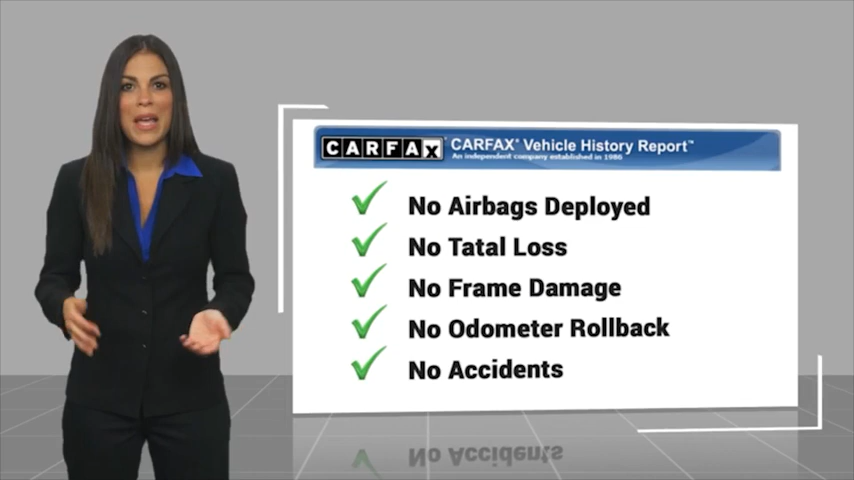 CARFAX CARFAX® Vehicle History Report™
An independent company established in 1986
No Airbags Deployed
No Tatal Loss
No Frame Damage
No Odometer Rollback
No Accidents
No Accidents